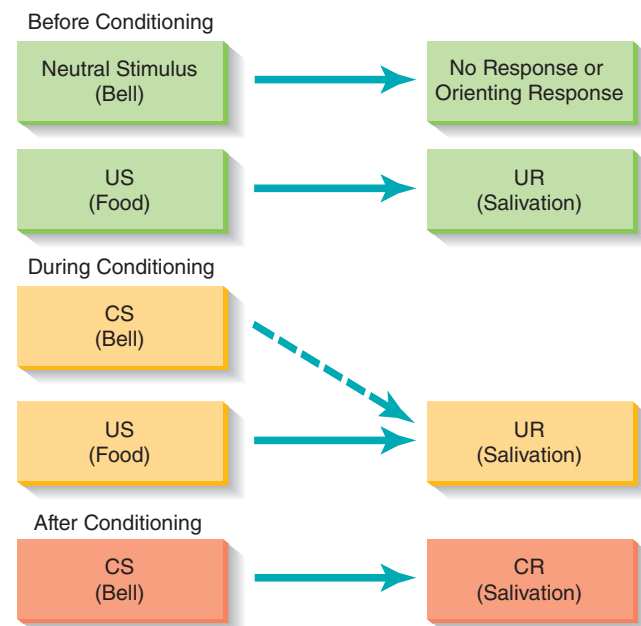 Before Conditioning
Neutral Stimulus
(Bell)
No Response or
Orienting Response
US
(Food)
UR
(Salivation)
During Conditioning
CS
(Bell)
US
(Food)
UR
(Salivation)
After Conditioning
CS
(Bell)
CR
(Salivation)